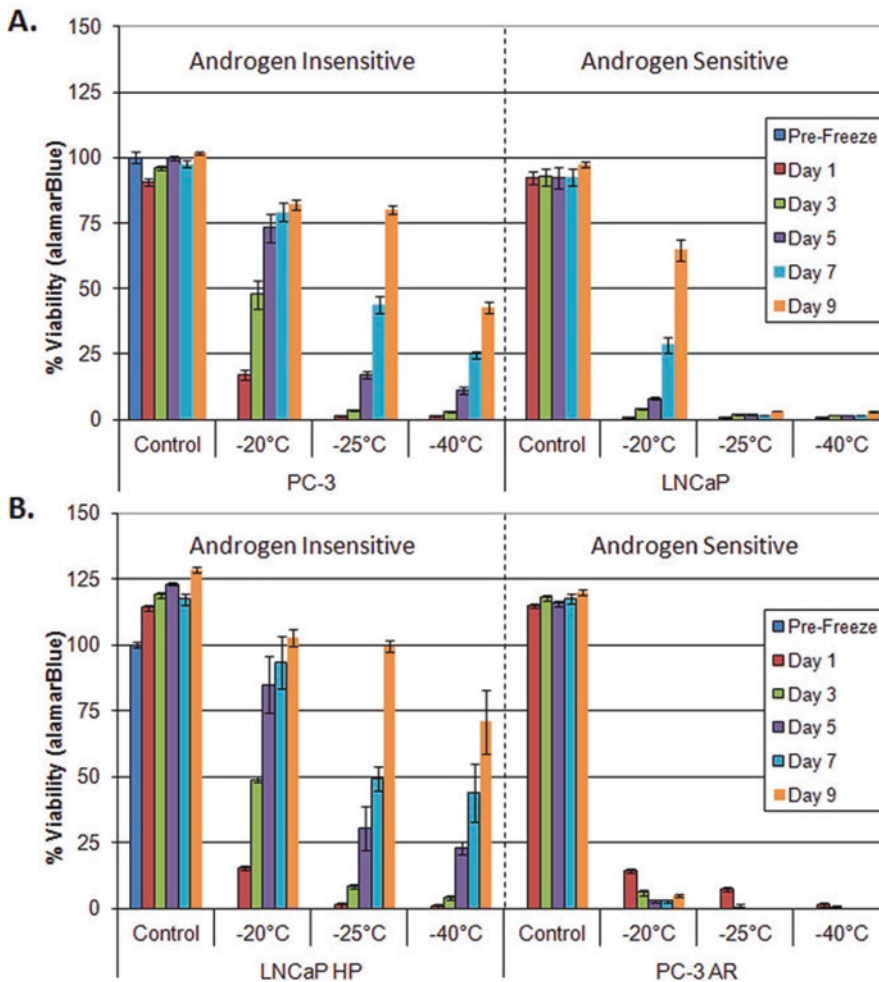 A.
150
125
100
75
50
25
0
% Viability (alamarBlue)
Androgen Insensitive
Androgen Sensitive
Pre-Freeze
Day 1
Day 3
Day 5
Day 7
Day 9
Control -20°C -25°C -40°C Control -20°C -25°C -40°C
PC-3 LNCaP
B.
150
125
100
75
50
25
0
% Viability (alamarBlue)
Androgen Insensitive
Androgen Sensitive
Pre-Freeze
Day 1
Day 3
Day 5
Day 7
Day 9
Control -20°C -25°C -40°C Control -20°C -25°C -40°C
LNCaP HP PC-3 AR